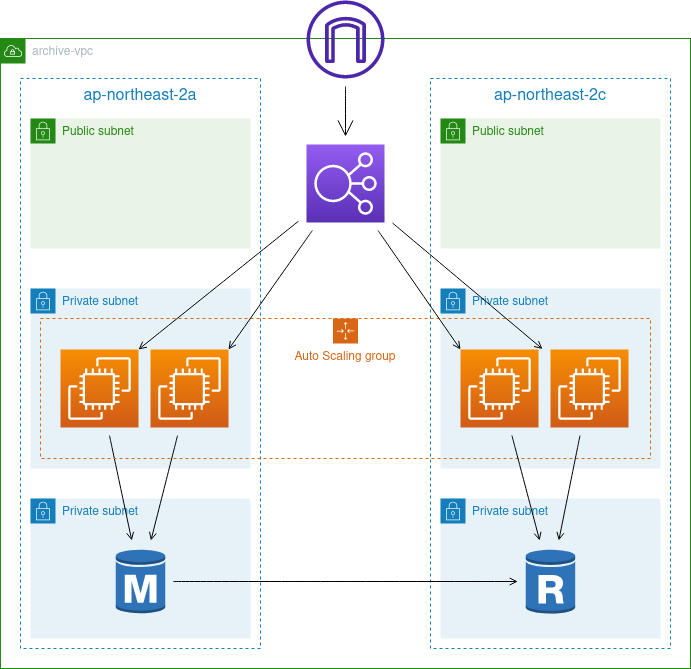 archive-vpc
ap-northeast-2a
ap-northeast-2c
Public subnet
Public subnet
Private subnet
Private subnet
Auto Scaling group
Private subnet
Private subnet
M
R